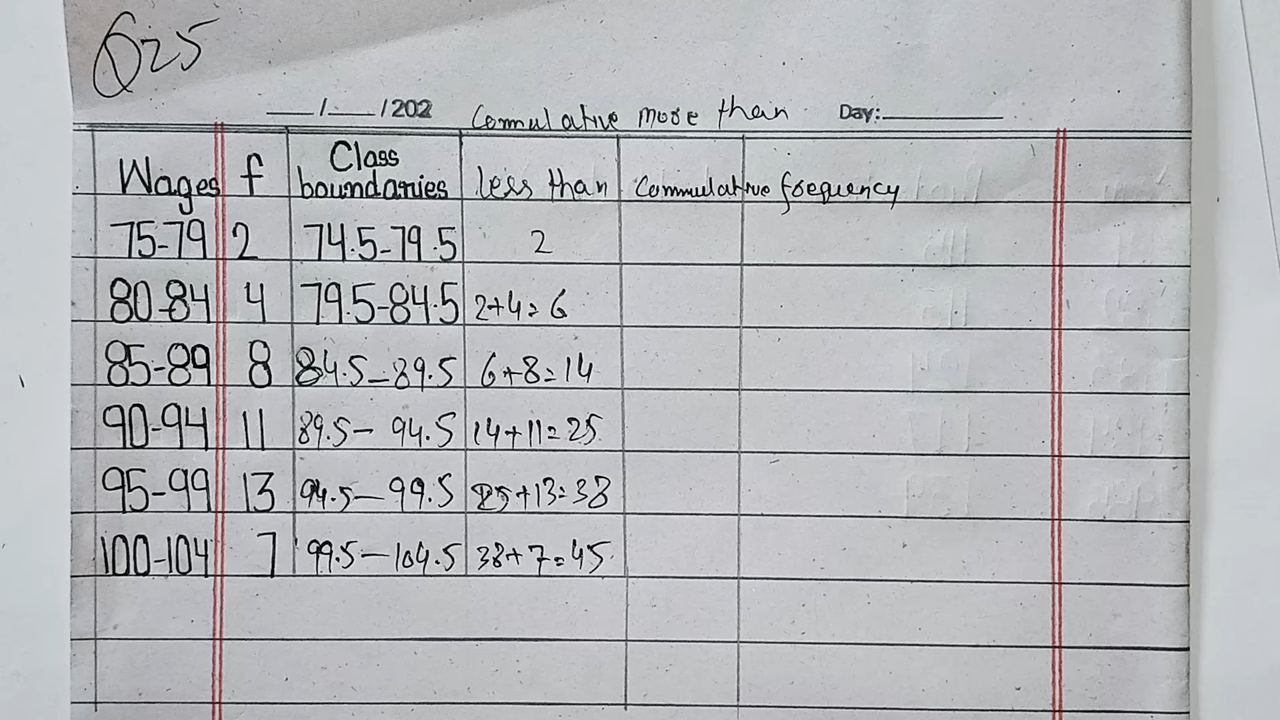 Q25
__/__/202 Commulative more than Day:______
Wages f Class boundaries less than Commulative frequency
75-79 2 74.5-79.5 2
80-84 4 79.5-84.5 2+4=6
85-89 8 84.5-89.5 6+8=14
90-94 11 89.5-94.5 14+11=25
95-99 13 94.5-99.5 25+13=38
100-104 7 99.5-104.5 38+7=45